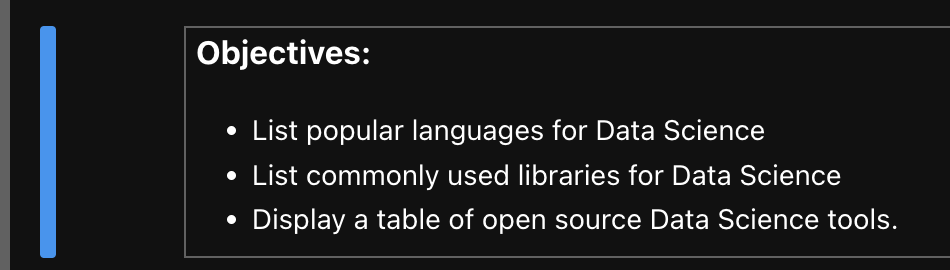 Objectives:
• List popular languages for Data Science
• List commonly used libraries for Data Science
• Display a table of open source Data Science tools.